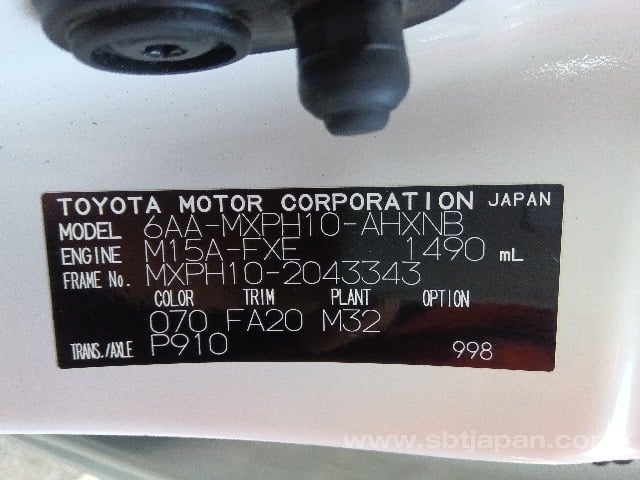 TOYOTA MOTOR CORPORATION JAPAN
MODEL 6AA-MXPH10-AHXNB
ENGINE M15A-FXE 1490 mL
FRAME No. MXPH10-2043343
COLOR TRIM PLANT OPTION
070 FA20 M32
TRANS./AXLE P910 998
www.sbtjapan.com